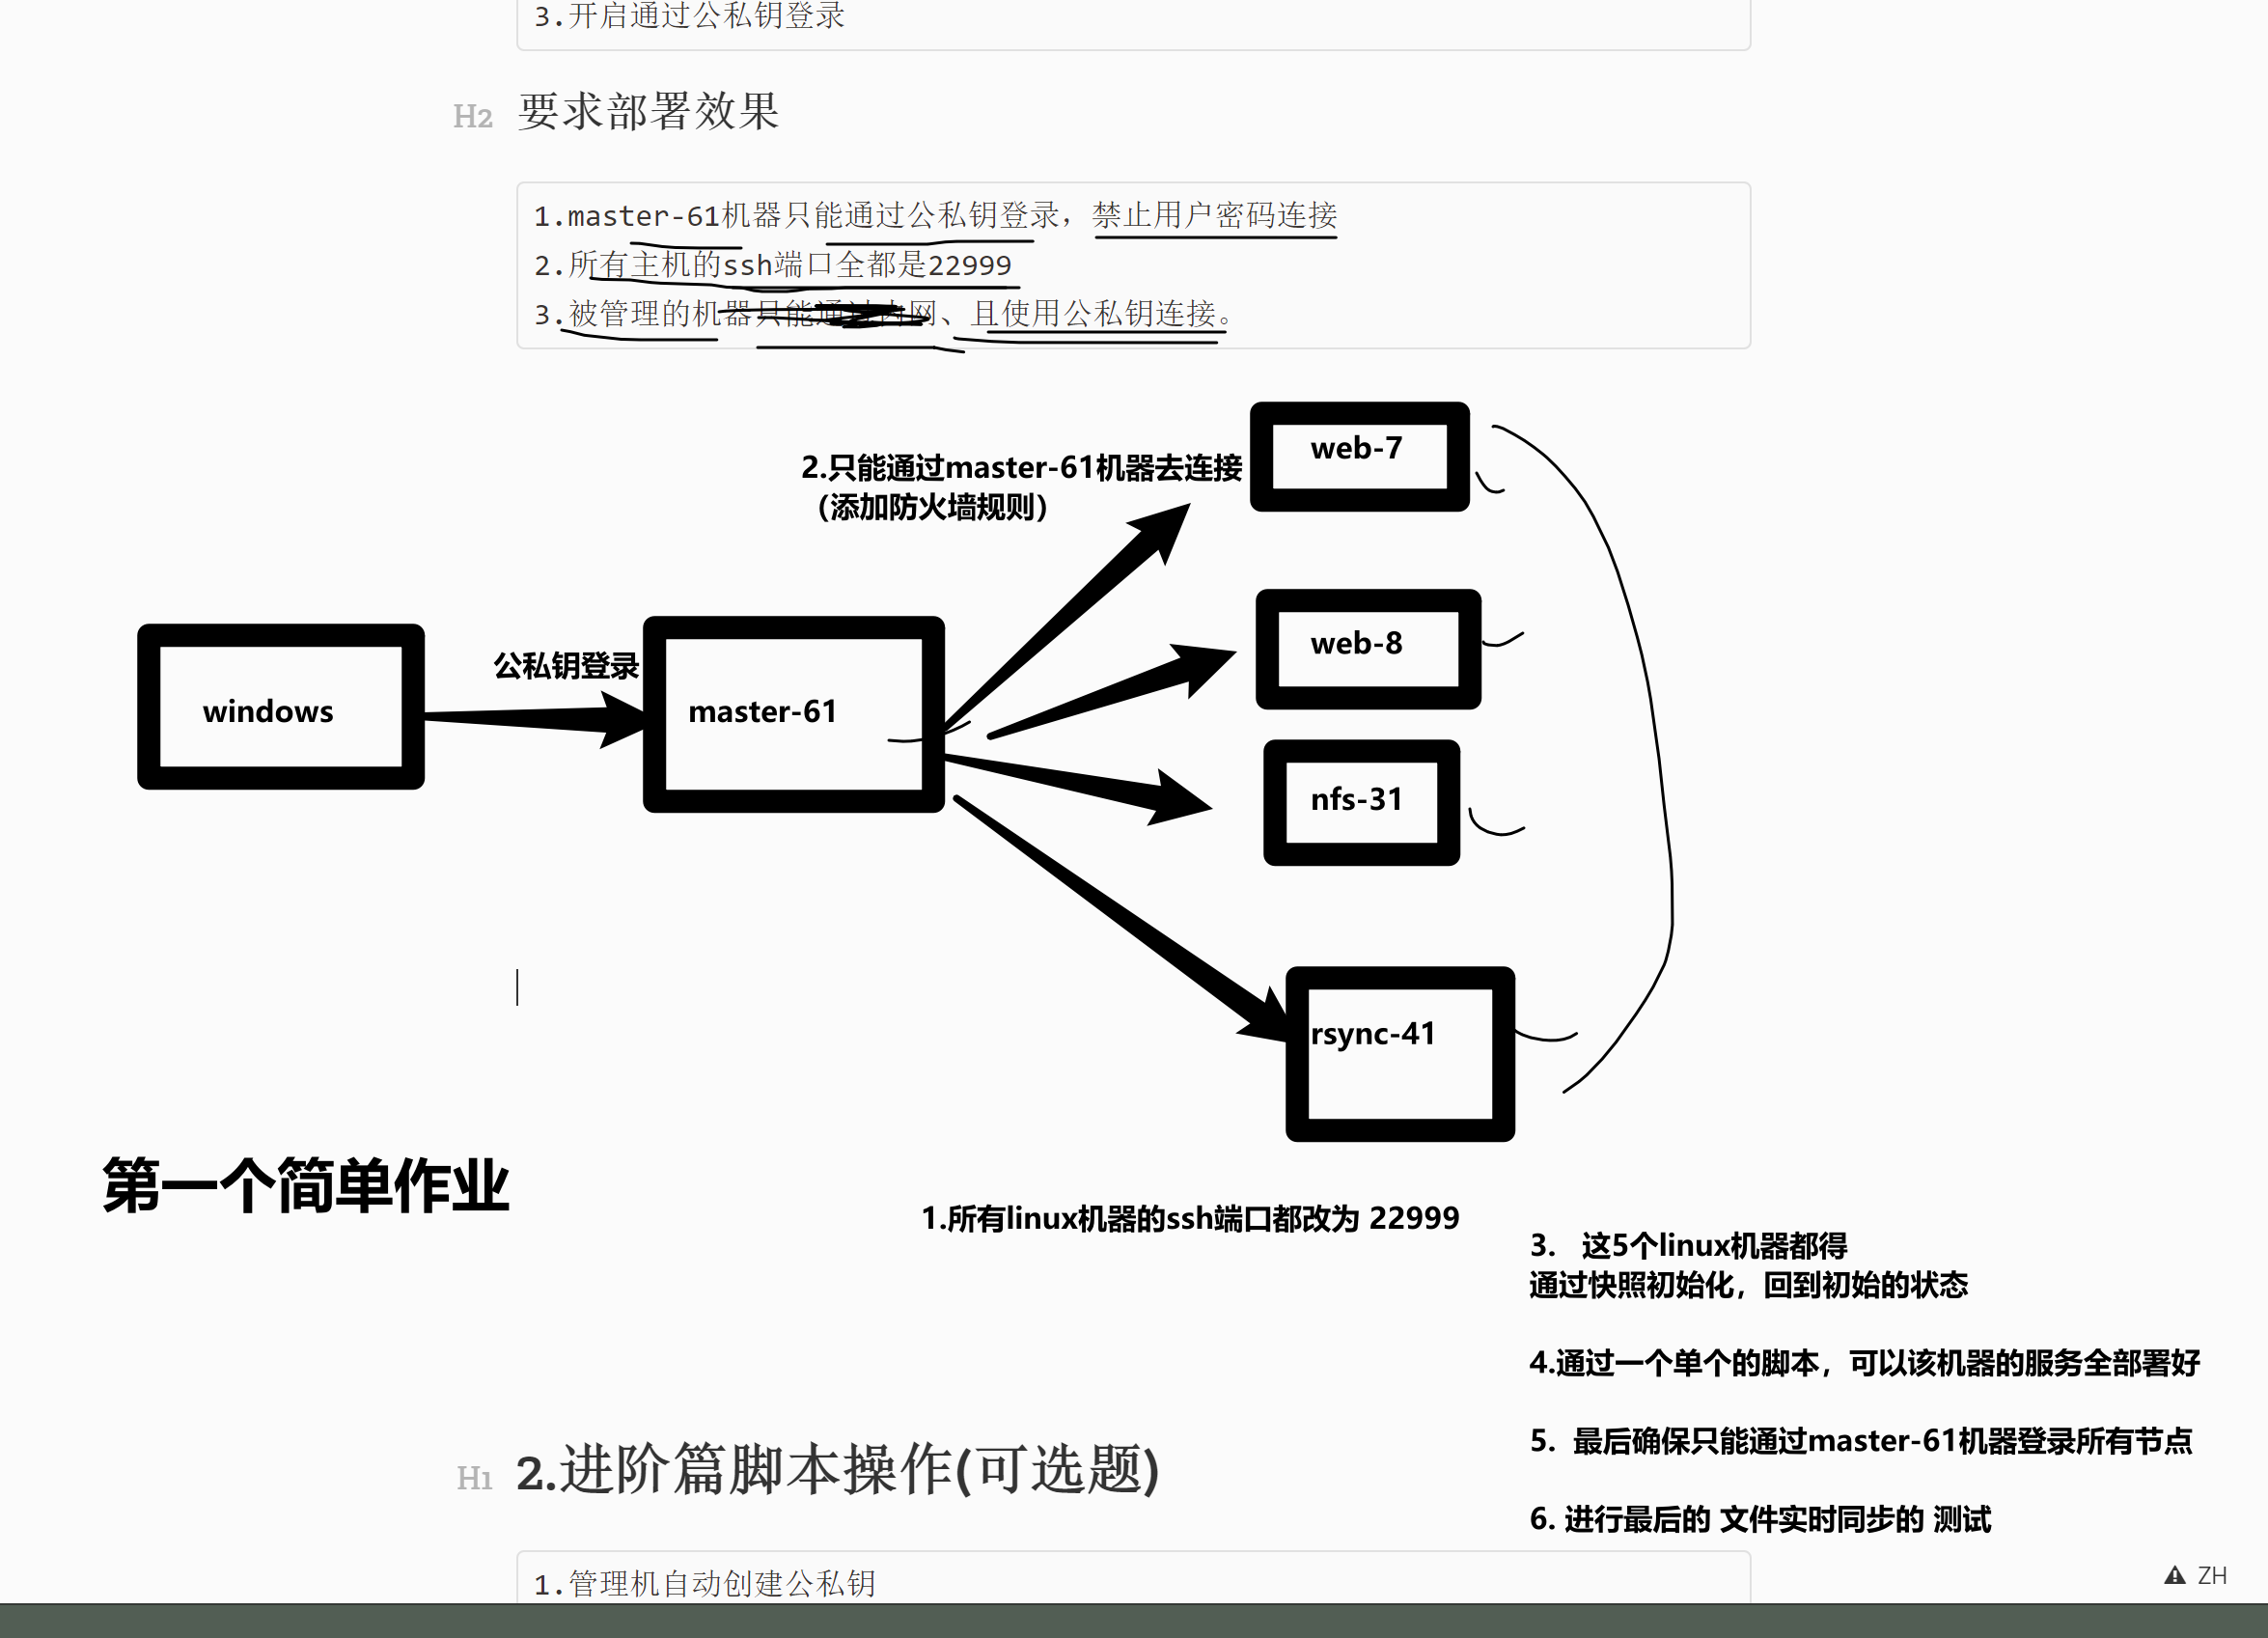 3.开启通过公私钥登录
H2 要求部署效果
1.master-61机器只能通过公私钥登录，禁止用户密码连接
2.所有主机的ssh端口全都是22999
3.被管理的机器只能通过内网、且使用公私钥连接。
2.只能通过master-61机器去连接
（添加防火墙规则）
web-7
web-8
公私钥登录
windows
master-61
nfs-31
rsync-41
第一个简单作业
1.所有linux机器的ssh端口都改为 22999
3. 这5个linux机器都得
通过快照初始化，回到初始的状态
4.通过一个单个的脚本，可以该机器的服务全部署好
5. 最后确保只能通过master-61机器登录所有节点
6. 进行最后的 文件实时同步的 测试
H1 2.进阶篇脚本操作(可选题)
1.管理机自动创建公私钥
ZH